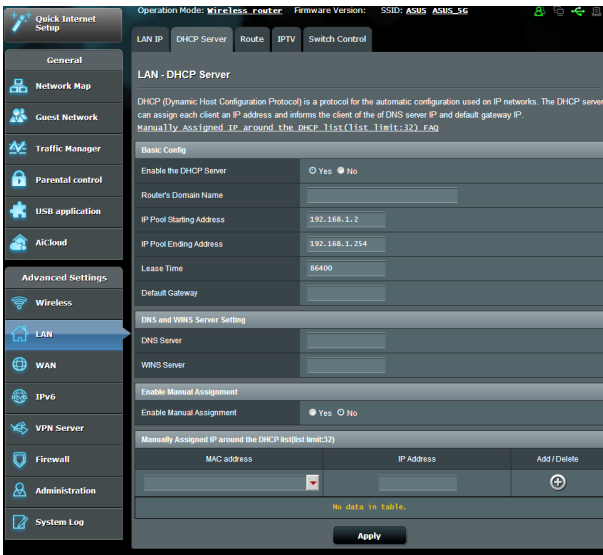 Quick Internet
Setup
Operation Mode: Wireless router Firmware Version: SSID: ASUS ASUS_5G
LAN IP DHCP Server Route IPTV Switch Control
General
Network Map
Guest Network
Traffic Manager
Parental control
USB application
AiCloud
Advanced Settings
Wireless
LAN
WAN
IPv6
VPN Server
Firewall
Administration
System Log
LAN - DHCP Server
DHCP (Dynamic Host Configuration Protocol) is a protocol for the automatic configuration used on IP networks. The DHCP server
can assign each client an IP address and informs the client of the of DNS server IP and default gateway IP.
Manually Assigned IP around the DHCP list(list limit:32) FAQ
Basic Config
Enable the DHCP Server Yes No
Router's Domain Name
IP Pool Starting Address 192.168.1.2
IP Pool Ending Address 192.168.1.254
Lease Time 86400
Default Gateway
DNS and WINS Server Setting
DNS Server
WINS Server
Enable Manual Assignment
Enable Manual Assignment Yes No
Manually Assigned IP around the DHCP list(list limit:32)
MAC address IP Address Add / Delete
No data in table.
Apply